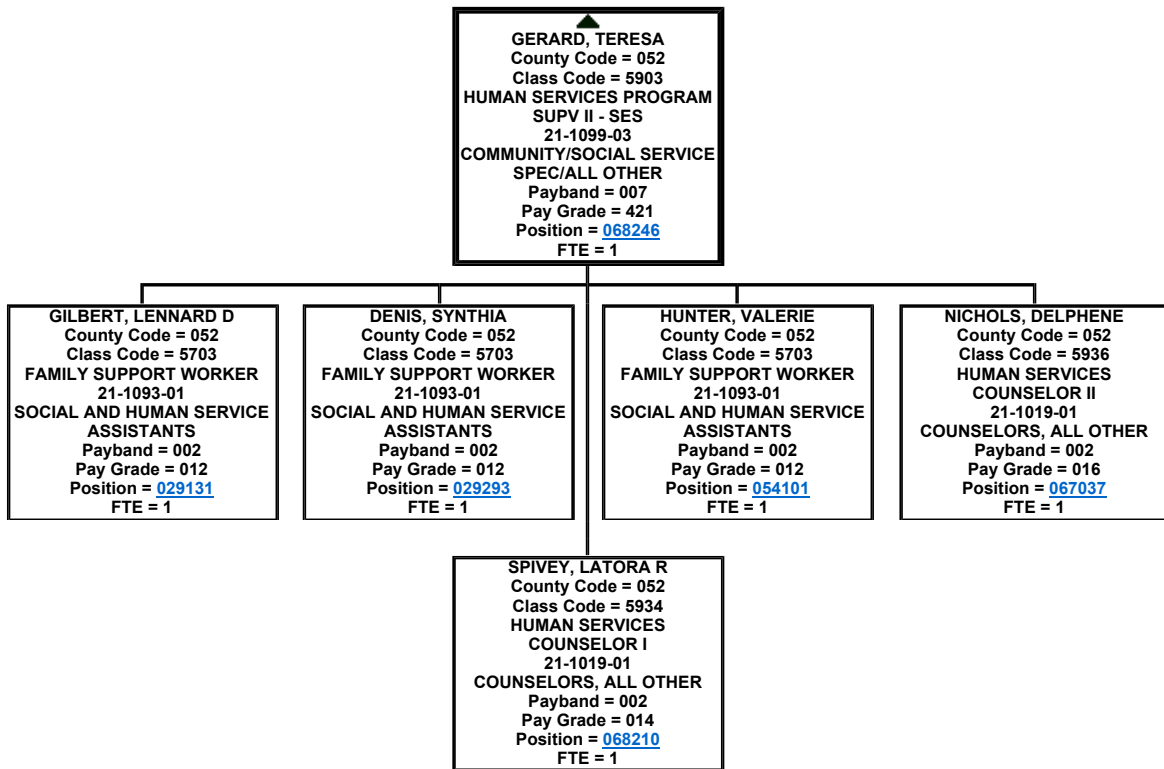 GERARD, TERESA
County Code = 052
Class Code = 5903
HUMAN SERVICES PROGRAM
SUPV II - SES
21-1099-03
COMMUNITY/SOCIAL SERVICE
SPEC/ALL OTHER
Payband = 007
Pay Grade = 421
Position = 068246
FTE = 1
GILBERT, LENNARD D
County Code = 052
Class Code = 5703
FAMILY SUPPORT WORKER
21-1093-01
SOCIAL AND HUMAN SERVICE
ASSISTANTS
Payband = 002
Pay Grade = 012
Position = 029131
FTE = 1
DENIS, SYNTHIA
County Code = 052
Class Code = 5703
FAMILY SUPPORT WORKER
21-1093-01
SOCIAL AND HUMAN SERVICE
ASSISTANTS
Payband = 002
Pay Grade = 012
Position = 029293
FTE = 1
HUNTER, VALERIE
County Code = 052
Class Code = 5703
FAMILY SUPPORT WORKER
21-1093-01
SOCIAL AND HUMAN SERVICE
ASSISTANTS
Payband = 002
Pay Grade = 012
Position = 054101
FTE = 1
NICHOLS, DELPHENE
County Code = 052
Class Code = 5936
HUMAN SERVICES
COUNSELOR II
21-1019-01
COUNSELORS, ALL OTHER
Payband = 002
Pay Grade = 016
Position = 067037
FTE = 1
SPIVEY, LATORA R
County Code = 052
Class Code = 5934
HUMAN SERVICES
COUNSELOR I
21-1019-01
COUNSELORS, ALL OTHER
Payband = 002
Pay Grade = 014
Position = 068210
FTE = 1